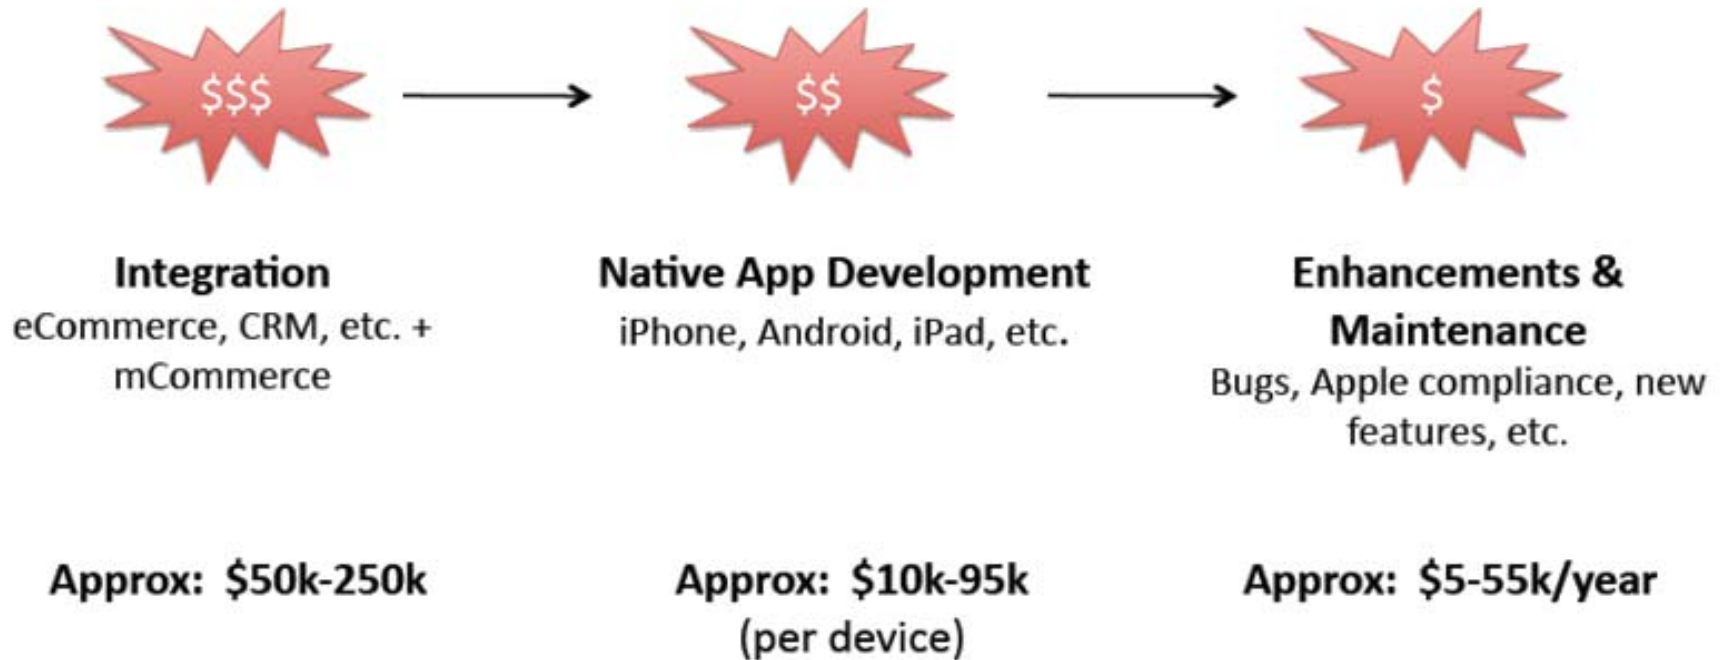 $$$
$$
$
Integration
eCommerce, CRM, etc. +
mCommerce
Native App Development
iPhone, Android, iPad, etc.
Enhancements &
Maintenance
Bugs, Apple compliance, new
features, etc.
Approx:  $50k-250k
Approx:  $10k-95k
(per device)
Approx:  $5-55k/year